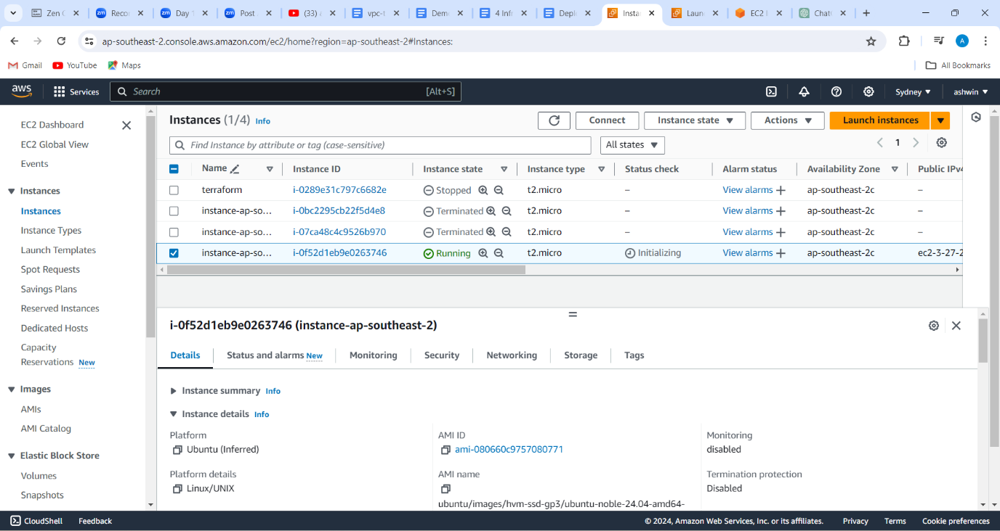 Zen C
zm Recor
zm Day 1
zm Post
(33)
vpc-t
Dem
4 Infr
Depl
Insta
Laun
EC2
Chat
ap-southeast-2.console.aws.amazon.com/ec2/home?region=ap-southeast-2#Instances:
A
Gmail YouTube Maps All Bookmarks
aws Services Search [Alt+S] Sydney ashwin
EC2 Dashboard
EC2 Global View
Events
Instances
Instances
Instance Types
Launch Templates
Spot Requests
Savings Plans
Reserved Instances
Dedicated Hosts
Capacity
Reservations New
Images
AMIs
AMI Catalog
Elastic Block Store
Volumes
Snapshots
Instances (1/4) Info Connect Instance state Actions Launch instances
Find Instance by attribute or tag (case-sensitive) All states 1
Name Instance ID Instance state Instance type Status check Alarm status Availability Zone Public IPv4
terraform i-0289e31c797c6682e Stopped t2.micro – View alarms + ap-southeast-2c –
instance-ap-so... i-0bc2295cb22f5d4e8 Terminated t2.micro – View alarms + ap-southeast-2c –
instance-ap-so... i-07ca48c4c9526b970 Terminated t2.micro – View alarms + ap-southeast-2c –
instance-ap-so... i-0f52d1eb9e0263746 Running t2.micro Initializing View alarms + ap-southeast-2c ec2-3-27-2
i-0f52d1eb9e0263746 (instance-ap-southeast-2)
Details Status and alarms New Monitoring Security Networking Storage Tags
Instance summary Info
Instance details Info
Platform
Ubuntu (Inferred)
Platform details
Linux/UNIX
AMI ID
ami-080660c9757080771
AMI name
ubuntu/images/hvm-ssd-gp3/ubuntu-noble-24.04-amd64-
Monitoring
disabled
Termination protection
Disabled
CloudShell Feedback © 2024, Amazon Web Services, Inc. or its affiliates. Privacy Terms Cookie preferences